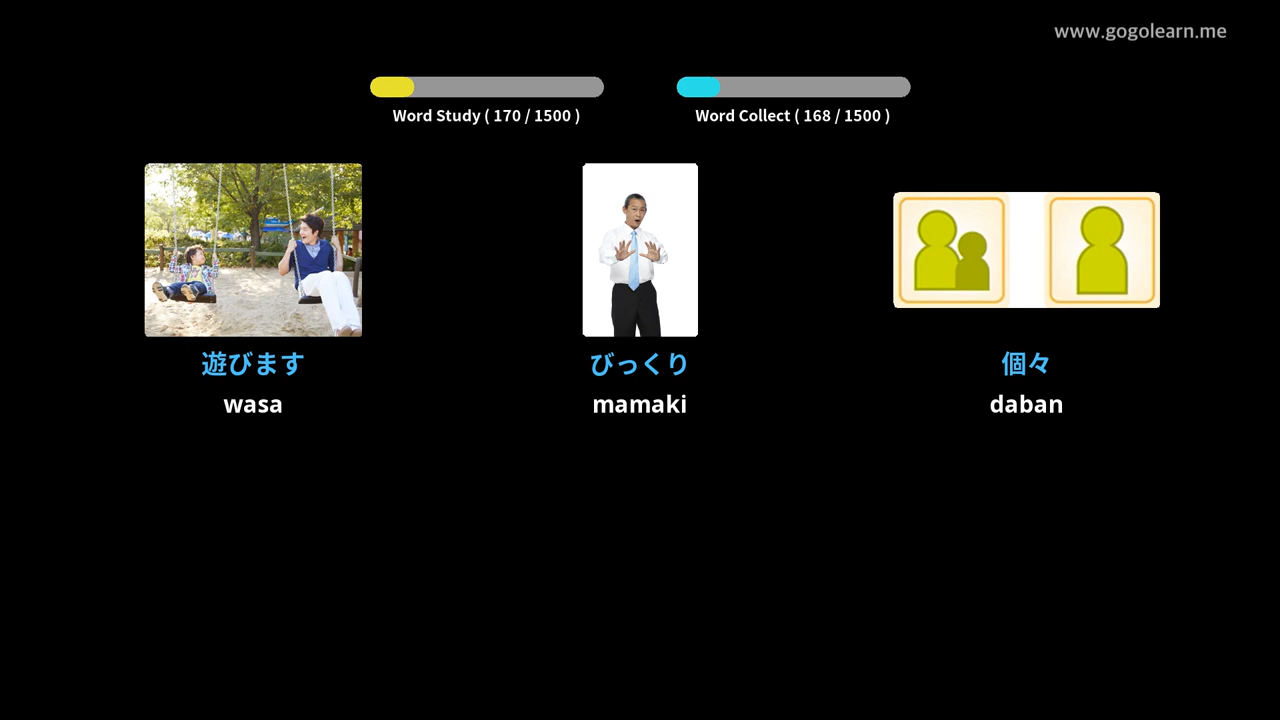 www.gogolearn.me
Word Study ( 170 / 1500 )
Word Collect ( 168 / 1500 )
遊びます
びっくり
個々
wasa
mamaki
daban